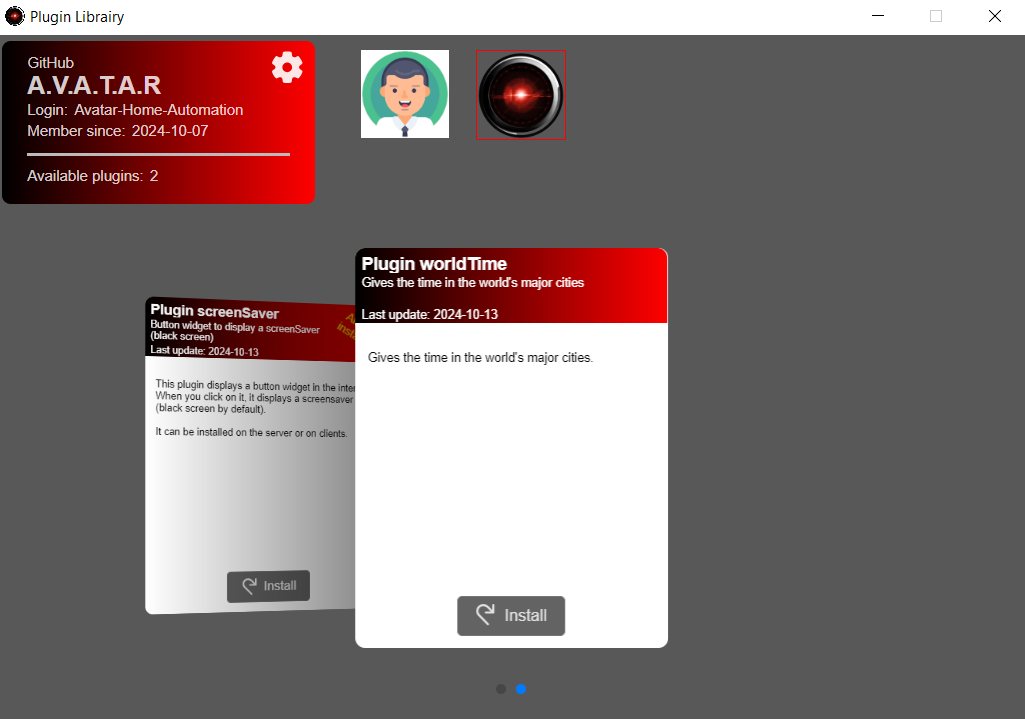 Plugin Librairy
GitHub
A.V.A.T.A.R
Login: Avatar-Home-Automation
Member since: 2024-10-07
Available plugins: 2
Plugin screenSaver
Button widget to display a screenSaver
(black screen)
Last update: 2024-10-13
This plugin displays a button widget in the
When you click on it, it displays a screensaver
(black screen by default).
It can be installed on the server or on clients.
Install
Plugin worldTime
Gives the time in the world's major cities
Last update: 2024-10-13
Gives the time in the world's major cities.
Install